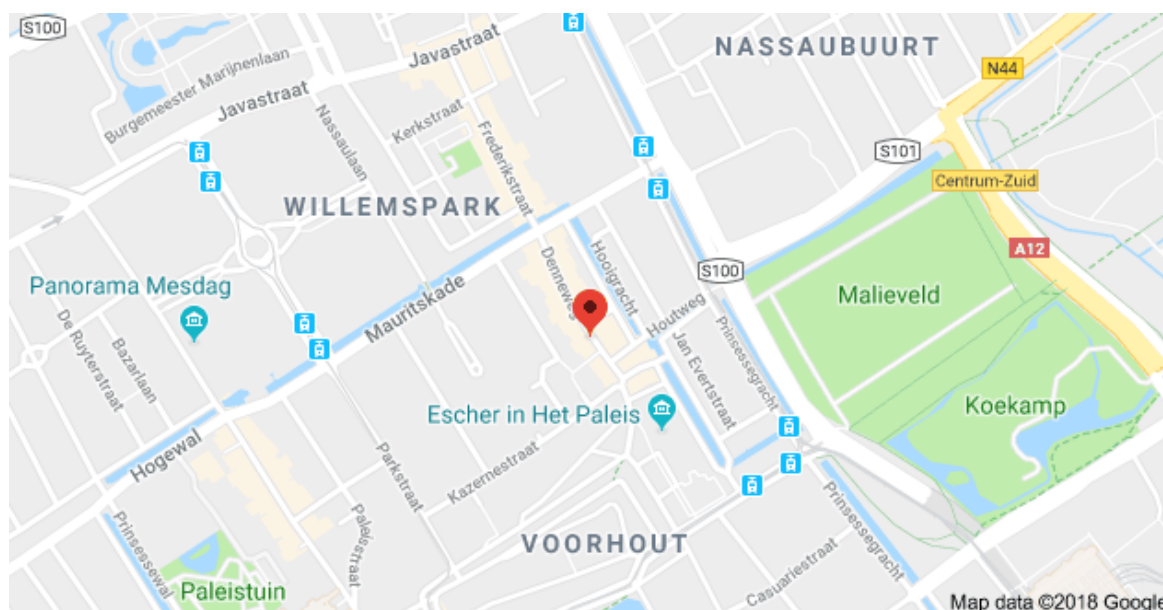 S100
NASSAUBUURT
Javastraat
Burgemeester Marijnenlaan
N44
Javastraat
Nassaulaan
Kerkstraat
Frederikstraat
S101
Centrum-Zuid
WILLEMSPARK
A12
Denneweg
Hooigracht
S100
Panorama Mesdag
Malieveld
Mauritskade
Houtweg
De Ruyterstraat
Bazarlaan
Prinsessegracht
Jan Evertstraat
Escher in Het Paleis
Koekamp
Hogewal
Parkstraat
Kazernestraat
Prinsessewal
Paleisstraat
VOORHOUT
Prinsessegracht
Casuariestraat
Paleistuin
Map data ©2018 Google